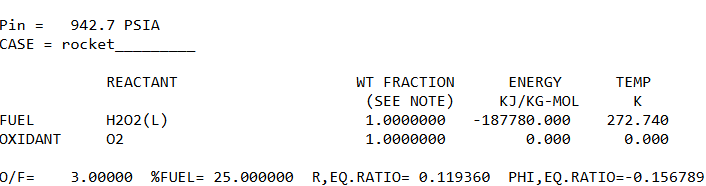 Pin =   942.7 PSIA
CASE = rocket_________
REACTANT WT FRACTION ENERGY TEMP
(SEE NOTE) KJ/KG-MOL K
FUEL H2O2(L) 1.0000000 -187780.000 272.740
OXIDANT O2 1.0000000 0.000 0.000
O/F= 3.00000 %FUEL= 25.000000 R,EQ.RATIO= 0.119360 PHI,EQ.RATIO=-0.156789